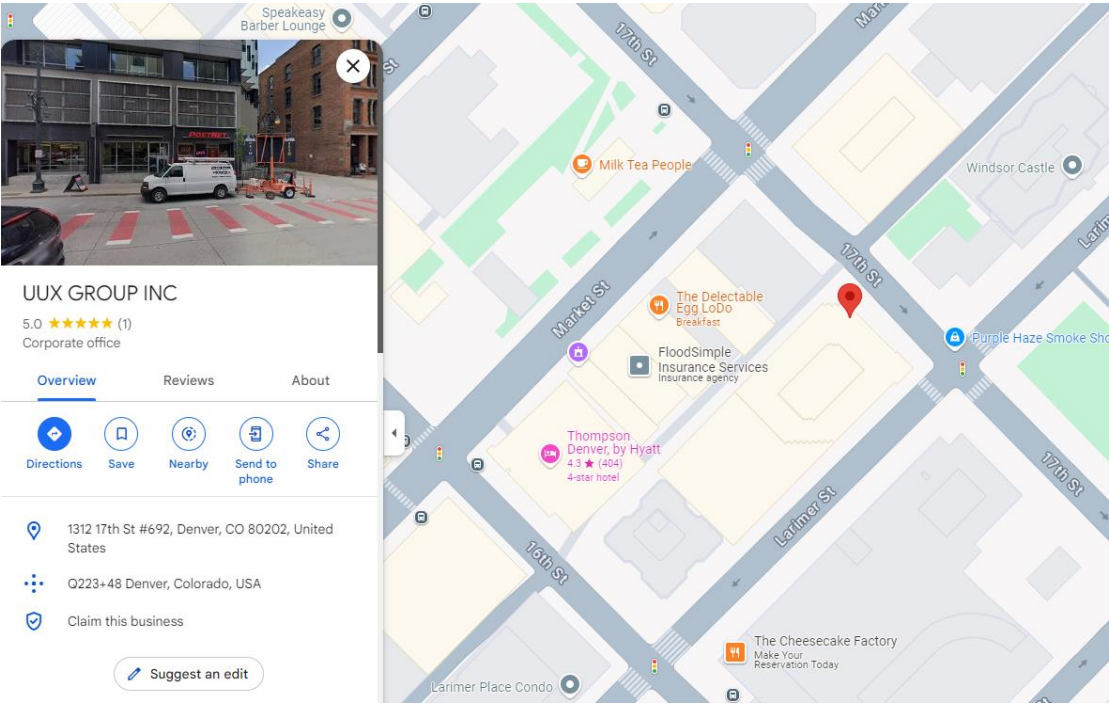 Speakeasy
Barber Lounge
17th St
Milk Tea People
Windsor Castle
POSTNET
UUX GROUP INC
5.0 ★★★★★ (1)
Corporate office
Overview
Reviews
About
Directions
Save
Nearby
Send to
phone
Share
1312 17th St #692, Denver, CO 80202, United
States
Q223+48 Denver, Colorado, USA
Claim this business
Suggest an edit
17th St
Market St
The Delectable
Egg LoDo
Breakfast
FloodSimple
Insurance Services
Insurance agency
Purple Haze Smoke Sho
Thompson
Denver, by Hyatt
4.3 ★ (404)
4-star hotel
17th St
Larimer St
16th St
The Cheesecake Factory
Make Your
Reservation Today
Larimer Place Condo